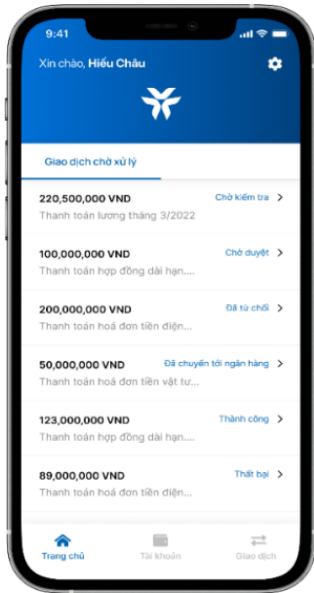 9:41
Xin chào, Hiếu Châu
Giao dịch chờ xử lý
220,500,000 VND
Chờ kiểm tra
Thanh toán lương tháng 3/2022
100,000,000 VND
Chờ duyệt
Thanh toán hợp đồng dài hạn....
200,000,000 VND
Đã từ chối
Thanh toán hoá đơn tiền điện...
50,000,000 VND
Đã chuyển tới ngân hàng
Thanh toán hoá đơn tiền vật tư...
123,000,000 VND
Thành công
Thanh toán hợp đồng dài hạn....
89,000,000 VND
Thất bại
Thanh toán hoá đơn tiền điện...
Trang chủ
Tài khoản
Giao dịch